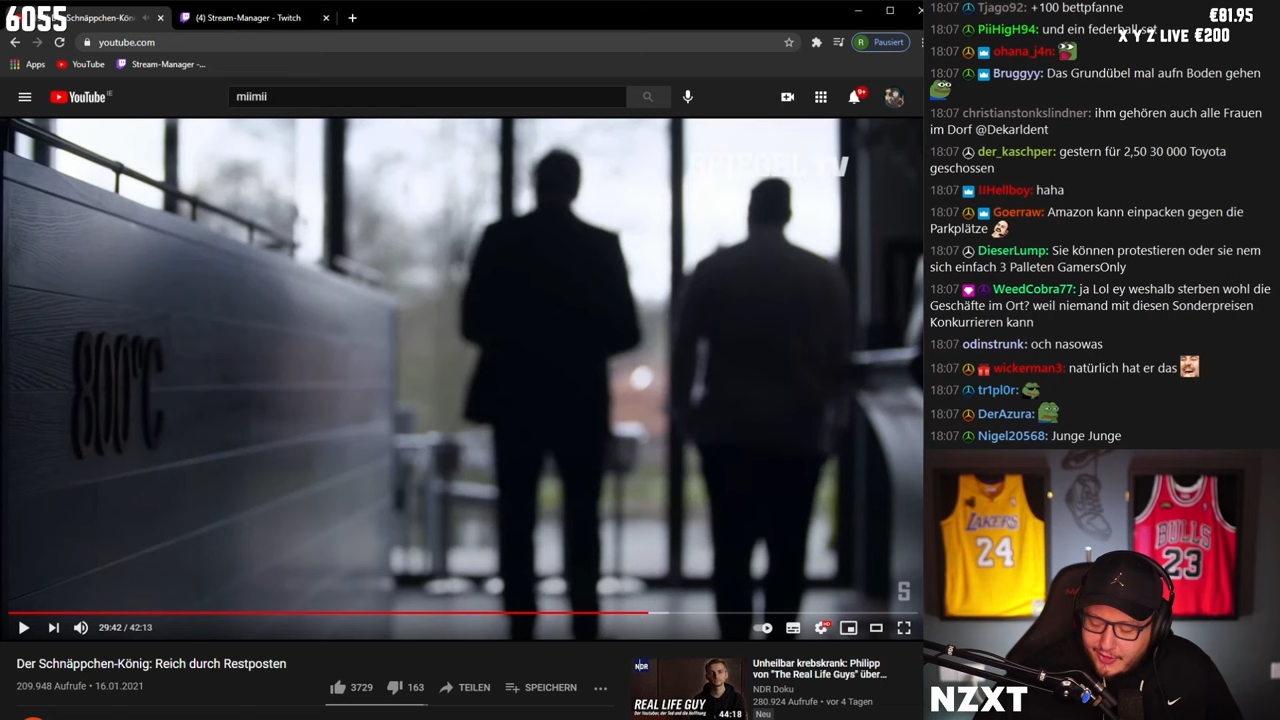 6055
Schnäppchen-Köni
(4) Stream-Manager - Twitch
youtube.com
Pausiert
Apps
YouTube
Stream-Manager -...
YouTube IE
miimii
9+
SPIEGEL TV
800°C
S
29:42 / 42:13
HD
Der Schnäppchen-König: Reich durch Restposten
209.948 Aufrufe • 16.01.2021
3729
163
TEILEN
SPEICHERN
NDR
REAL LIFE GUY
44:18
Unheilbar krebskrank: Philipp
von "The Real Life Guys" über...
NDR Doku
280.924 Aufrufe • vor 4 Tagen
Neu
€81.95
X Y Z LIVE €200
18:07 Tjago92: +100 bettpfanne
18:07 PiiHigH94: und ein federball set
18:07 ohana_j4n:
18:07 Bruggyy: Das Grundübel mal aufn Boden gehen
18:07 christianstonkslindner: ihm gehören auch alle Frauen
im Dorf @Dekarldent
18:07 der_kaschper: gestern für 2,50 30 000 Toyota
geschossen
18:07 IIHellboy: haha
18:07 Goerraw: Amazon kann einpacken gegen die
Parkplätze
18:07 DieserLump: Sie können protestieren oder sie nem
sich einfach 3 Palleten GamersOnly
18:07 WeedCobra77: ja Lol ey weshalb sterben wohl die
Geschäfte im Ort? weil niemand mit diesen Sonderpreisen
Konkurrieren kann
18:07 odinstrunk: och nasowas
18:07 wickerman3: natürlich hat er das
18:07 tr1pl0r:
18:07 DerAzura:
18:07 Nigel20568: Junge Junge
LAKERS
24
BULLS
23
NZXT